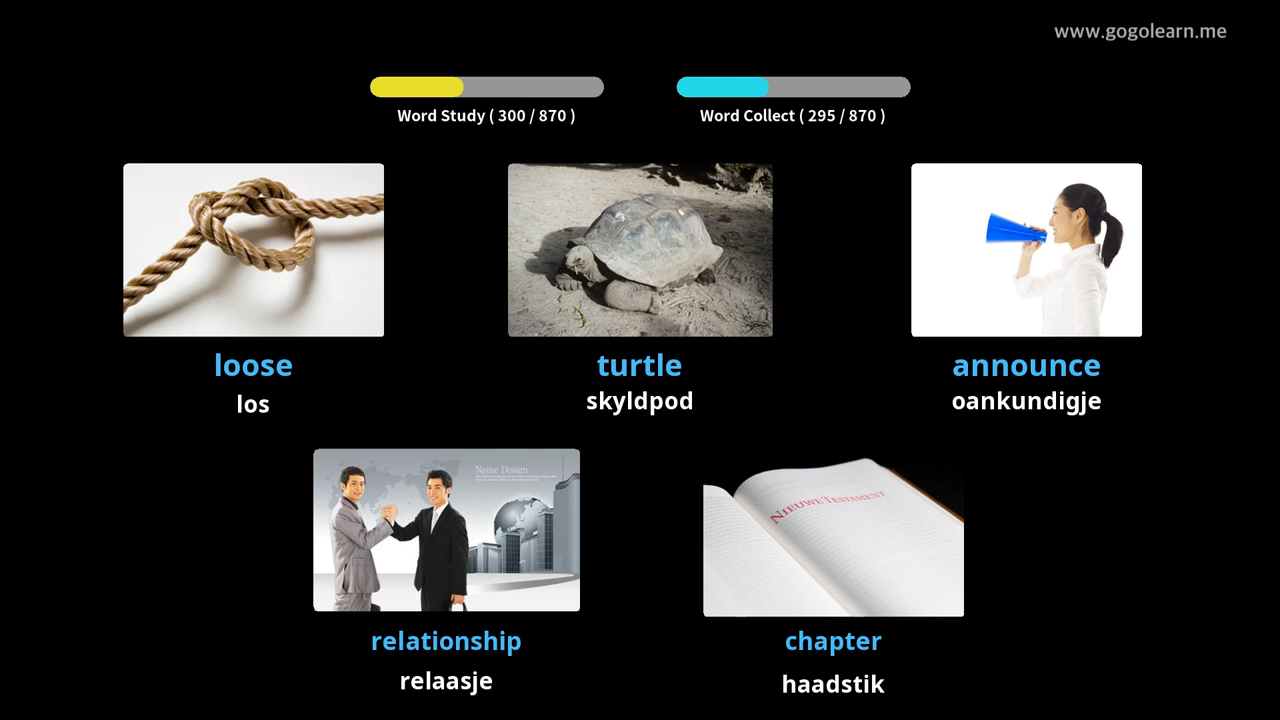 www.gogolearn.me
Word Study ( 300 / 870 )
Word Collect ( 295 / 870 )
loose
los
turtle
skyldpod
announce
oankundigje
Npine Design
NIEUWE TESTAMENT
relationship
relaasje
chapter
haadstik